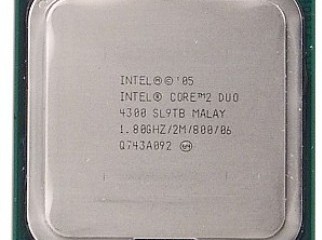 INTEL® ©'05
INTEL® CORE™2 DUO
4300 SL9TB MALAY
1.80GHZ/2M/800/06
Q743A092